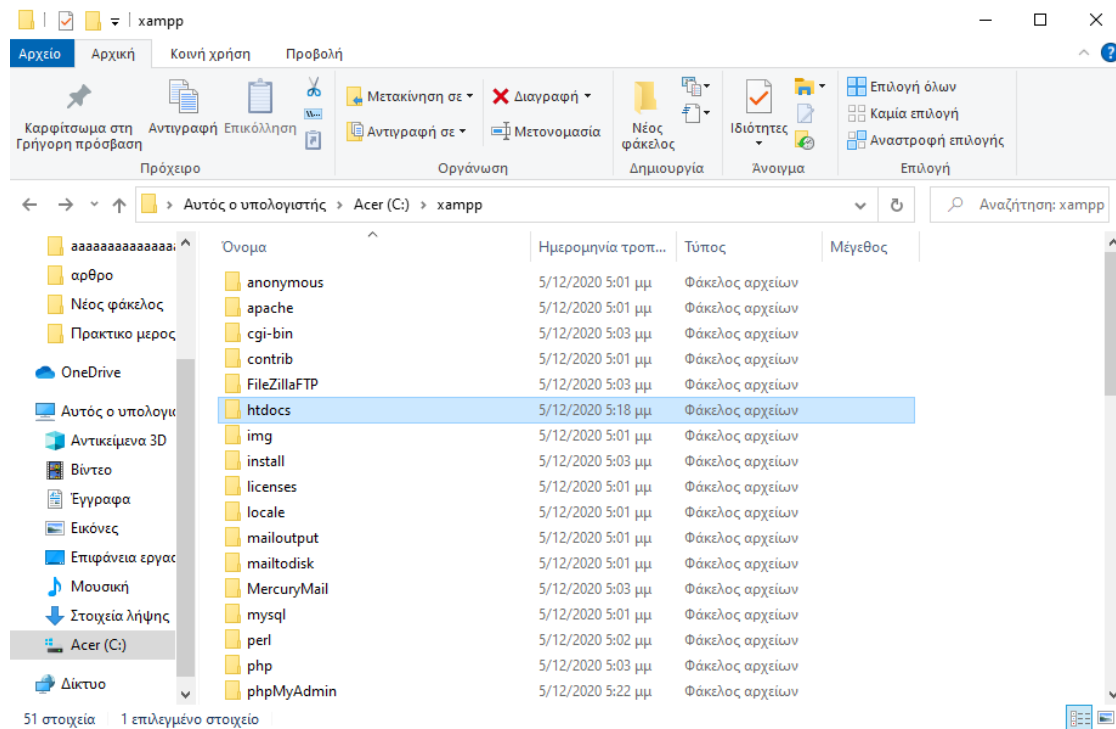 xampp
Αρχείο Αρχική Κοινή χρήση Προβολή
Καρφίτσωμα στη Γρήγορη πρόσβαση
Αντιγραφή
Επικόλληση
Πρόχειρο
Μετακίνηση σε
Αντιγραφή σε
Διαγραφή
Μετονομασία
Οργάνωση
Νέος φάκελος
Δημιουργία
Ιδιότητες
Άνοιγμα
Επιλογή όλων
Καμία επιλογή
Αναστροφή επιλογής
Επιλογή
Αυτός ο υπολογιστής › Acer (C:) › xampp
Αναζήτηση: xampp
αρθρο
Νέος φάκελος
Πρακτικο μερος
OneDrive
Αυτός ο υπολογι
Αντικείμενα 3D
Βίντεο
Έγγραφα
Εικόνες
Επιφάνεια εργας
Μουσική
Στοιχεία λήψης
Acer (C:)
Δίκτυο
Όνομα Ημερομηνία τροπ... Τύπος Μέγεθος
anonymous 5/12/2020 5:01 μμ Φάκελος αρχείων
apache 5/12/2020 5:01 μμ Φάκελος αρχείων
cgi-bin 5/12/2020 5:03 μμ Φάκελος αρχείων
contrib 5/12/2020 5:01 μμ Φάκελος αρχείων
FileZillaFTP 5/12/2020 5:03 μμ Φάκελος αρχείων
htdocs 5/12/2020 5:18 μμ Φάκελος αρχείων
img 5/12/2020 5:01 μμ Φάκελος αρχείων
install 5/12/2020 5:03 μμ Φάκελος αρχείων
licenses 5/12/2020 5:01 μμ Φάκελος αρχείων
locale 5/12/2020 5:01 μμ Φάκελος αρχείων
mailoutput 5/12/2020 5:01 μμ Φάκελος αρχείων
mailtodisk 5/12/2020 5:01 μμ Φάκελος αρχείων
MercuryMail 5/12/2020 5:03 μμ Φάκελος αρχείων
mysql 5/12/2020 5:01 μμ Φάκελος αρχείων
perl 5/12/2020 5:02 μμ Φάκελος αρχείων
php 5/12/2020 5:03 μμ Φάκελος αρχείων
phpMyAdmin 5/12/2020 5:22 μμ Φάκελος αρχείων
51 στοιχεία 1 επιλεγμένο στοιχείο